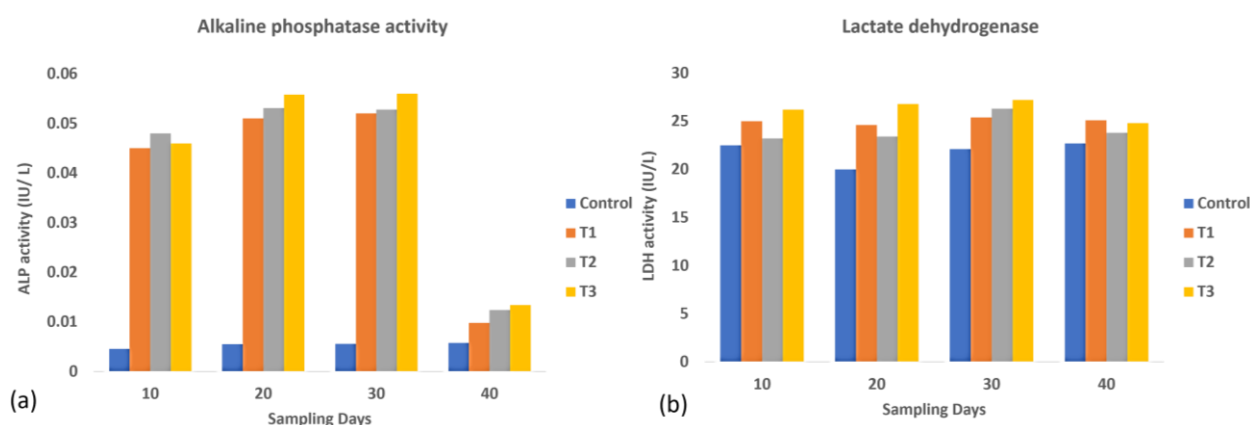 Alkaline phosphatase activity
ALP activity (IU/ L)
0.06
0.05
0.04
0.03
0.02
0.01
0
10 20 30 40
Sampling Days
Control
T1
T2
T3
(a)
Lactate dehydrogenase
LDH activity (IU/L)
30
25
20
15
10
5
0
10 20 30 40
Sampling Days
Control
T1
T2
T3
(b)